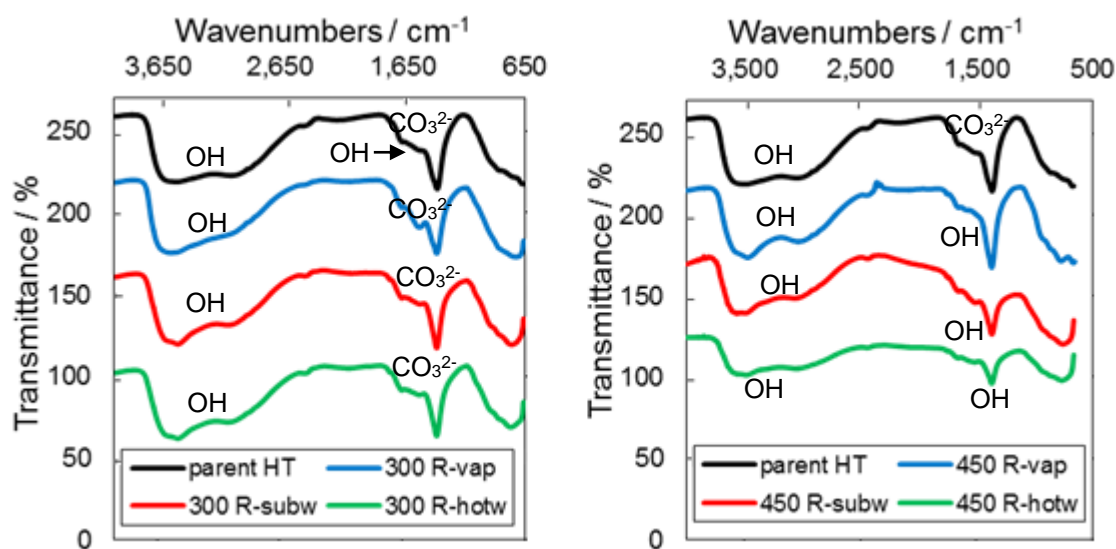 Wavenumbers / cm⁻¹
3,650 2,650 1,650 650
Transmittance / %
250
200
150
100
50
0
CO₃²⁻
OH
OH
CO₃²⁻
OH
CO₃²⁻
OH
CO₃²⁻
OH
parent HT 300 R-vap
300 R-subw 300 R-hotw
Wavenumbers / cm⁻¹
3,500 2,500 1,500 500
Transmittance / %
250
200
150
100
50
0
CO₃²⁻
OH
OH
OH
OH
OH
OH
OH
parent HT 450 R-vap
450 R-subw 450 R-hotw